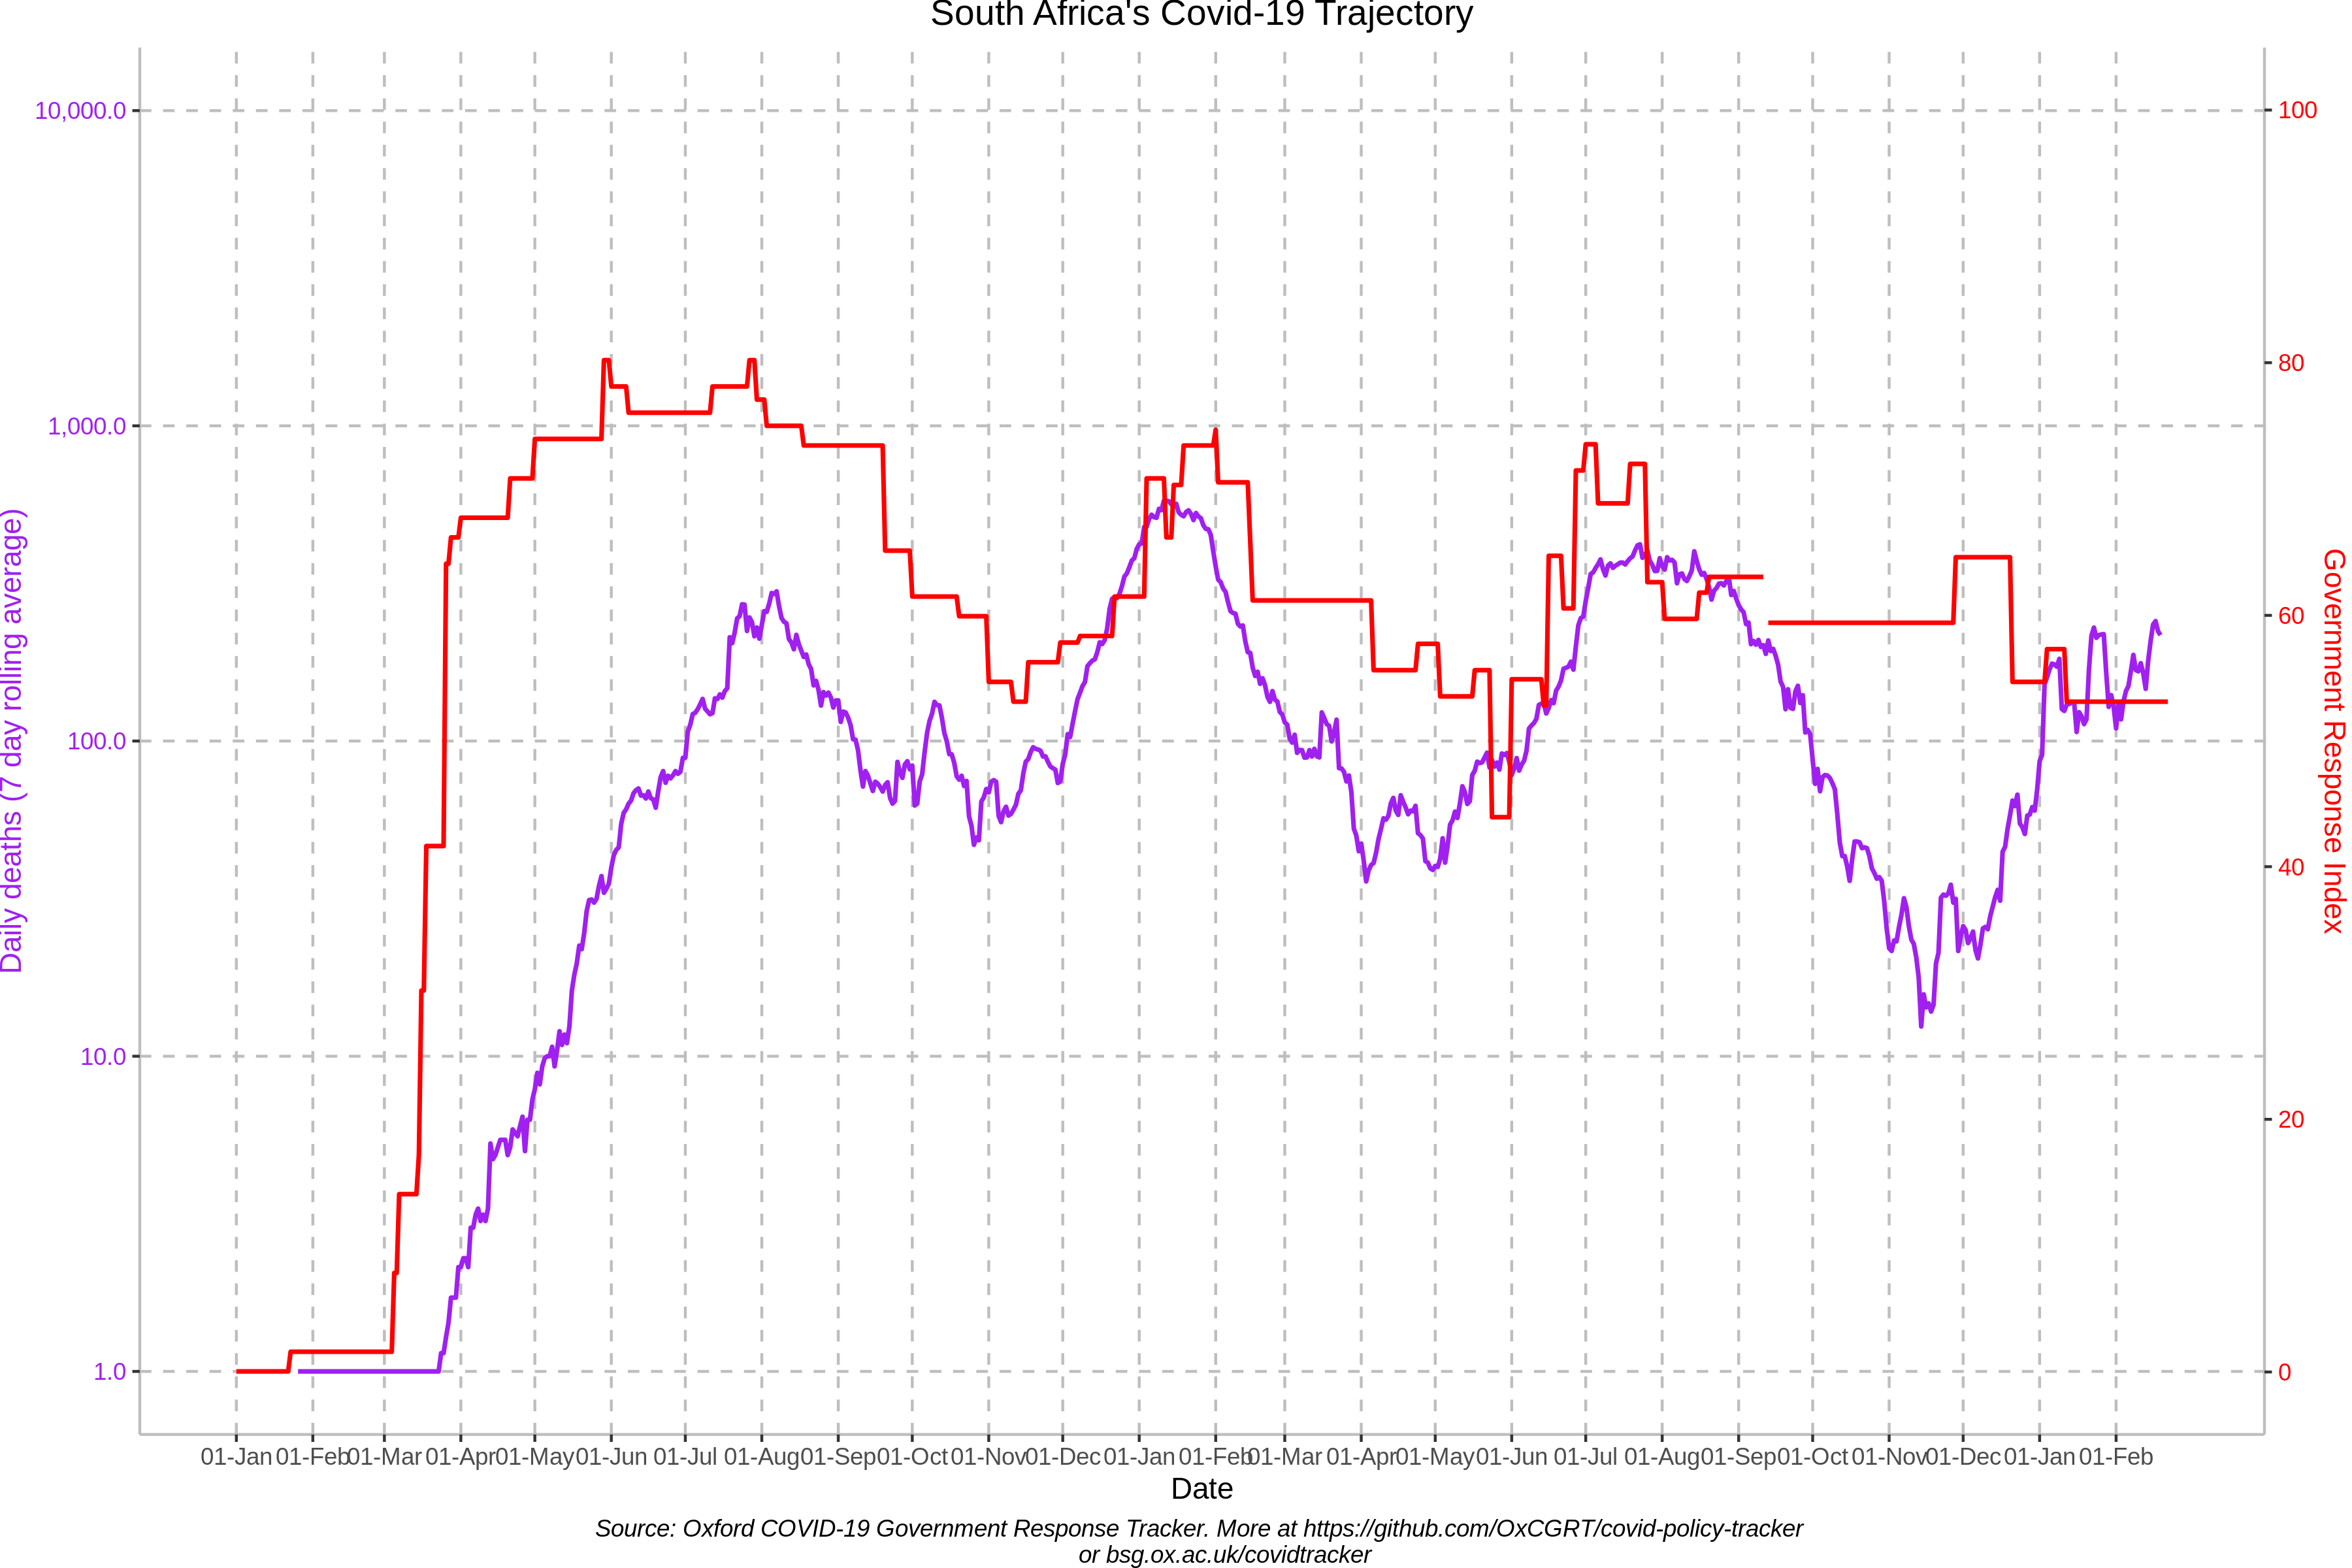 South Africa's Covid-19 Trajectory
10,000.0
1,000.0
100.0
10.0
1.0
Daily deaths (7 day rolling average)
100
80
60
40
20
0
Government Response Index
01-Jan 01-Feb 01-Mar 01-Apr 01-May 01-Jun 01-Jul 01-Aug 01-Sep 01-Oct 01-Nov 01-Dec 01-Jan 01-Feb 01-Mar 01-Apr 01-May 01-Jun 01-Jul 01-Aug 01-Sep 01-Oct 01-Nov 01-Dec 01-Jan 01-Feb
Date
Source: Oxford COVID-19 Government Response Tracker. More at https://github.com/OxCGRT/covid-policy-tracker
or bsg.ox.ac.uk/covidtracker